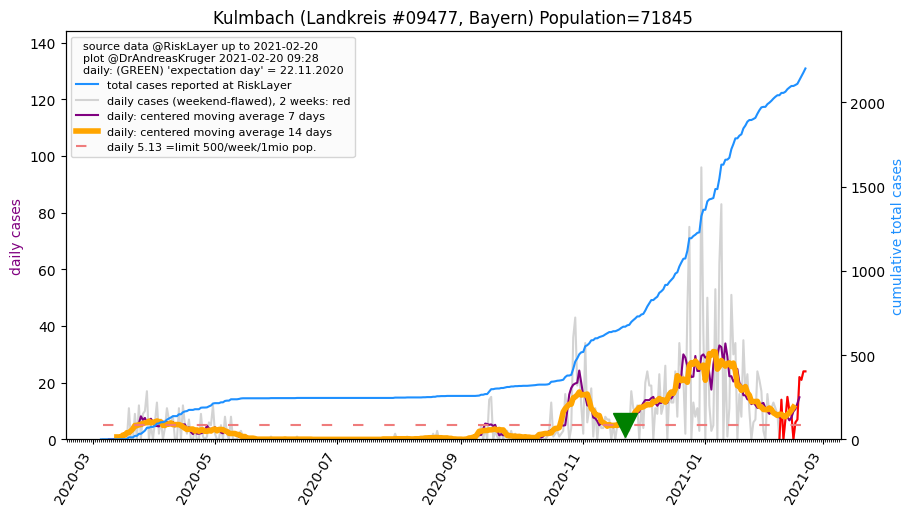 Kulmbach (Landkreis #09477, Bayern) Population=71845
source data @RiskLayer up to 2021-02-20
plot @DrAndreasKruger 2021-02-20 09:28
daily: (GREEN) 'expectation day' = 22.11.2020
total cases reported at RiskLayer
daily cases (weekend-flawed), 2 weeks: red
daily: centered moving average 7 days
daily: centered moving average 14 days
daily 5.13 =limit 500/week/1mio pop.
daily cases
140
120
100
80
60
40
20
0
cumulative total cases
2000
1500
1000
500
0
2020-03
2020-05
2020-07
2020-09
2020-11
2021-01
2021-03